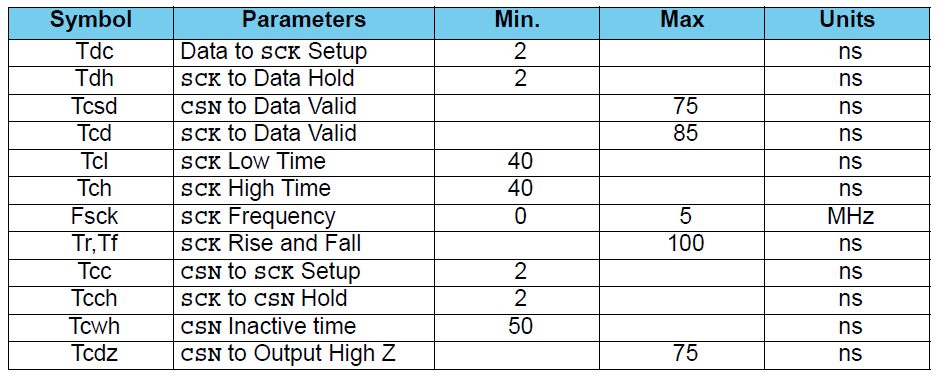 Symbol Parameters Min. Max Units
Tdc Data to SCK Setup 2 ns
Tdh SCK to Data Hold 2 ns
Tcsd CSN to Data Valid 75 ns
Tcd SCK to Data Valid 85 ns
Tcl SCK Low Time 40 ns
Tch SCK High Time 40 ns
Fsck SCK Frequency 0 5 MHz
Tr,Tf SCK Rise and Fall 100 ns
Tcc CSN to SCK Setup 2 ns
Tcch SCK to CSN Hold 2 ns
Tcwh CSN Inactive time 50 ns
Tcdz CSN to Output High Z 75 ns